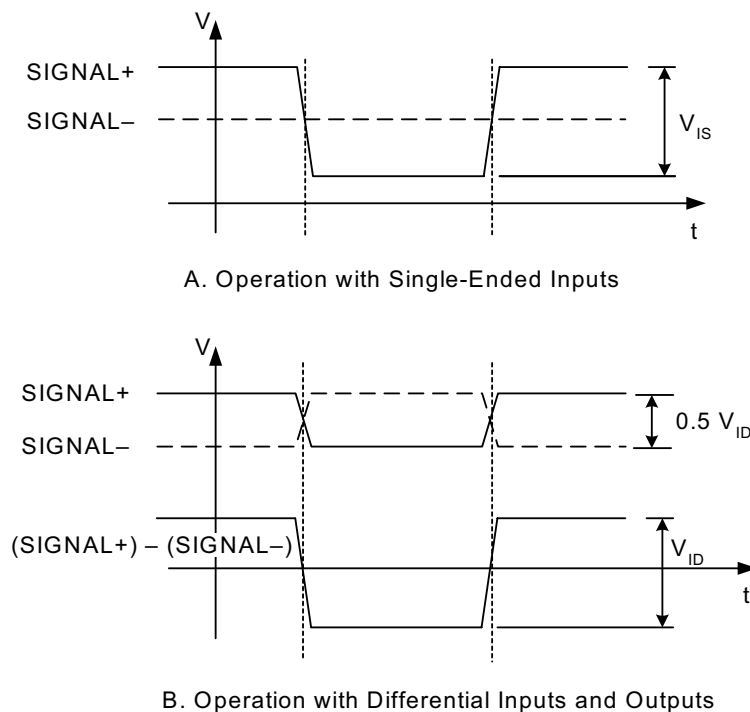 V
SIGNAL+
SIGNAL–
V_IS
t
A. Operation with Single-Ended Inputs
V
SIGNAL+
0.5 V_ID
SIGNAL–
(SIGNAL+) – (SIGNAL–)
V_ID
t
B. Operation with Differential Inputs and Outputs